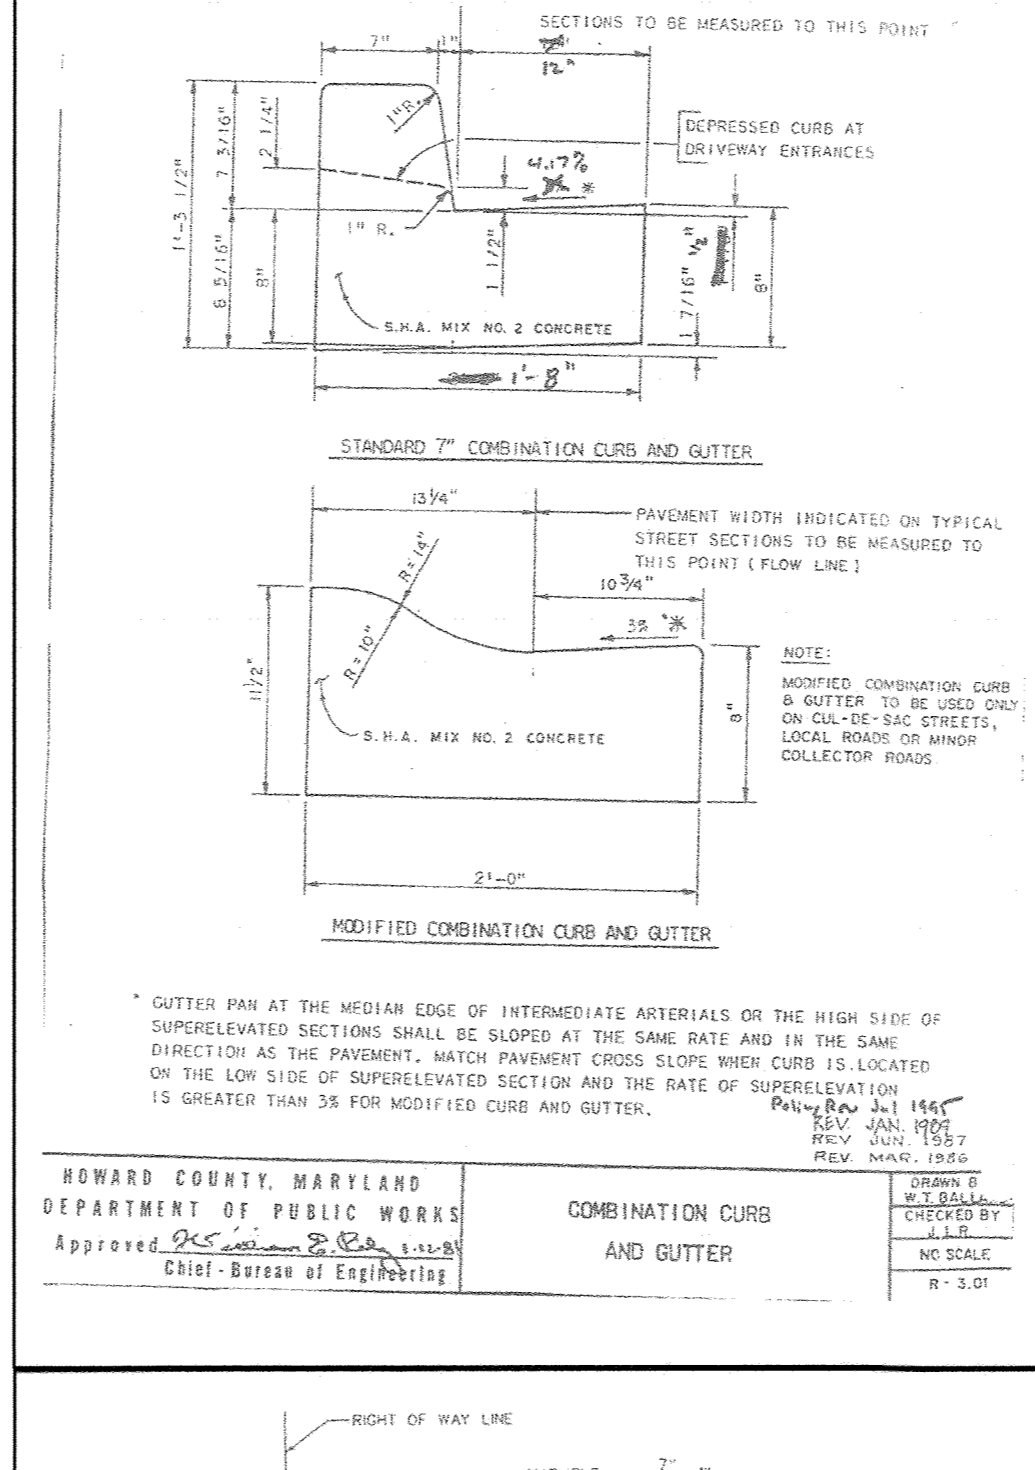 SECTIONS TO BE MEASURED TO THIS POINT
7"
1"
12"
1"R.
DEPRESSED CURB AT
DRIVEWAY ENTRANCES
4.17%
*
1'-3 1/2"
7 3/16"
2 1/4"
8 5/16"
8"
1" R.
1 1/2"
1 7/16"
1/2"
8"
S.H.A. MIX NO. 2 CONCRETE
1'-8"
STANDARD 7" COMBINATION CURB AND GUTTER
13 1/4"
PAVEMENT WIDTH INDICATED ON TYPICAL
STREET SECTIONS TO BE MEASURED TO
THIS POINT (FLOW LINE)
10 3/4"
R = 14"
R = 10"
3% *
11 1/2"
8"
S.H.A. MIX NO. 2 CONCRETE
NOTE:
MODIFIED COMBINATION CURB
& GUTTER TO BE USED ONLY
ON CUL-DE-SAC STREETS,
LOCAL ROADS OR MINOR
COLLECTOR ROADS.
2'-0"
MODIFIED COMBINATION CURB AND GUTTER
* GUTTER PAN AT THE MEDIAN EDGE OF INTERMEDIATE ARTERIALS OR THE HIGH SIDE OF
SUPERELEVATED SECTIONS SHALL BE SLOPED AT THE SAME RATE AND IN THE SAME
DIRECTION AS THE PAVEMENT. MATCH PAVEMENT CROSS SLOPE WHEN CURB IS LOCATED
ON THE LOW SIDE OF SUPERELEVATED SECTION AND THE RATE OF SUPERELEVATION
IS GREATER THAN 3% FOR MODIFIED CURB AND GUTTER.
Policy Rev Jul 1995
REV. JAN. 1989
REV JUN. 1987
REV. MAR. 1986
HOWARD COUNTY, MARYLAND
DEPARTMENT OF PUBLIC WORKS
Approved
Chief - Bureau of Engineering
COMBINATION CURB
AND GUTTER
DRAWN B
W.T. BALL
CHECKED BY
J.L.R.
NO SCALE
R - 3.01
RIGHT OF WAY LINE
7"